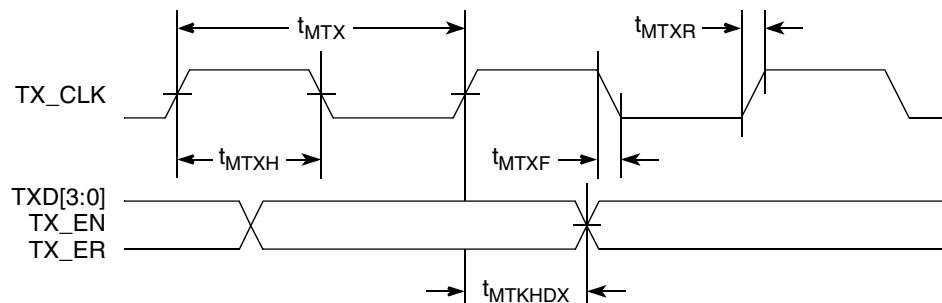 tMTX
tMTXR
TX_CLK
tMTXH
tMTXF
TXD[3:0]
TX_EN
TX_ER
tMTKHDX